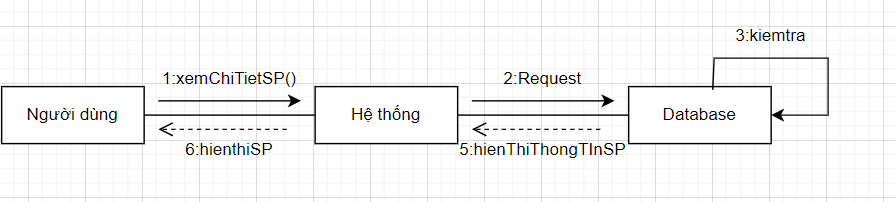 3:kiemtra
1:xemChiTietSP()
2:Request
Người dùng
Hệ thống
Database
6:hienthiSP
5:hienThiThongTInSP